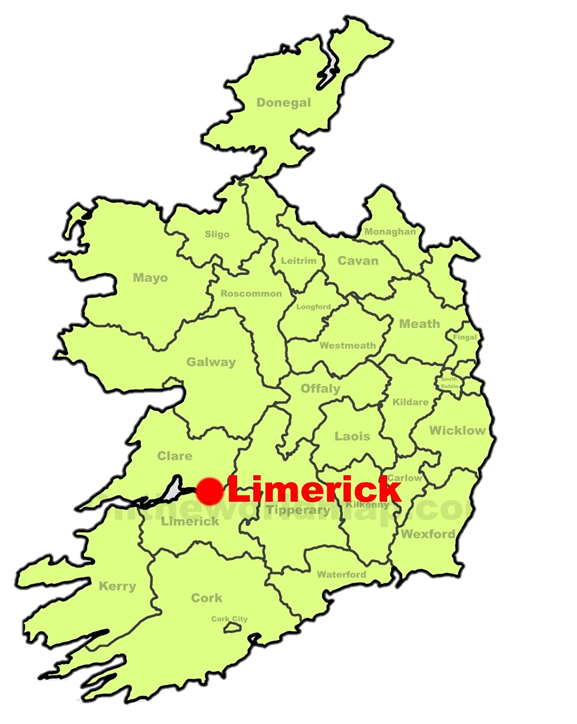 Donegal
Monaghan
Sligo
Leitrim
Cavan
Mayo
Roscommon
Longford
Meath
Fingal
Westmeath
Galway
Offaly
Kildare
Laois
Wicklow
Clare
Carlow
Limerick
Kilkenny
Tipperary
Limerick
Wexford
Waterford
Kerry
Cork
Cork City